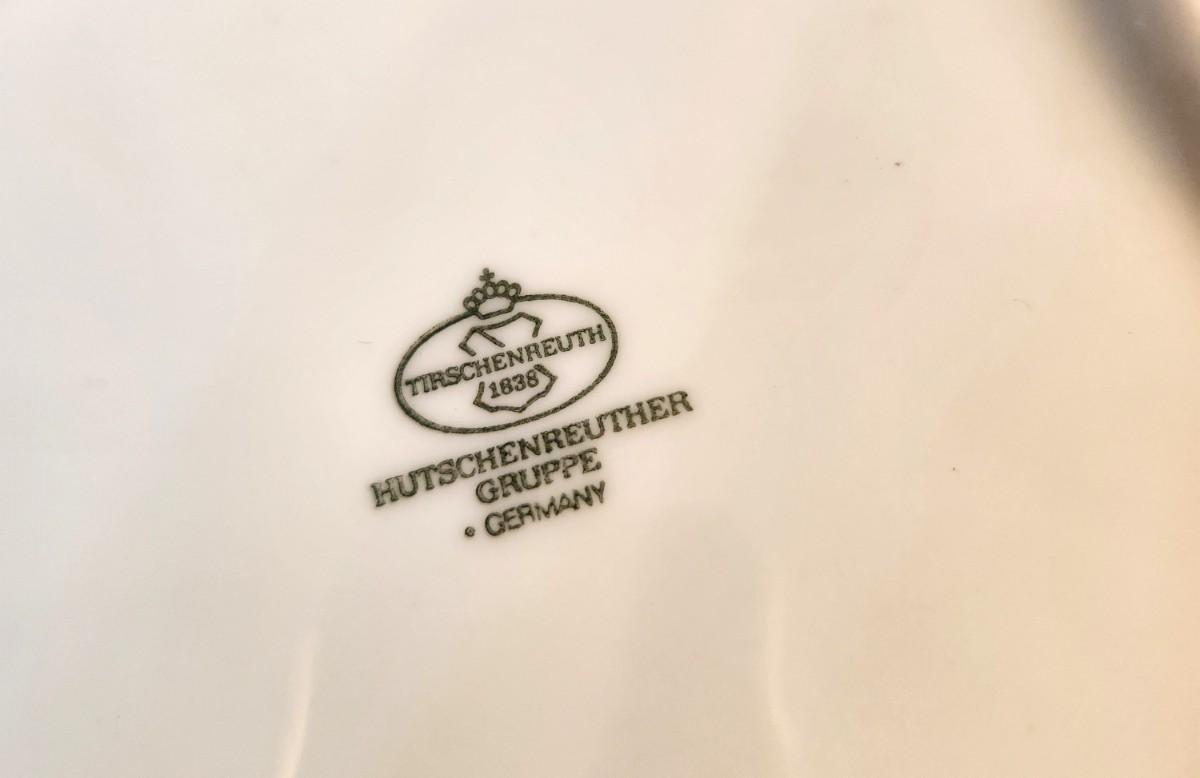 TIRSCHENREUTH
1838
HUTSCHENREUTHER
GRUPPE
GERMANY